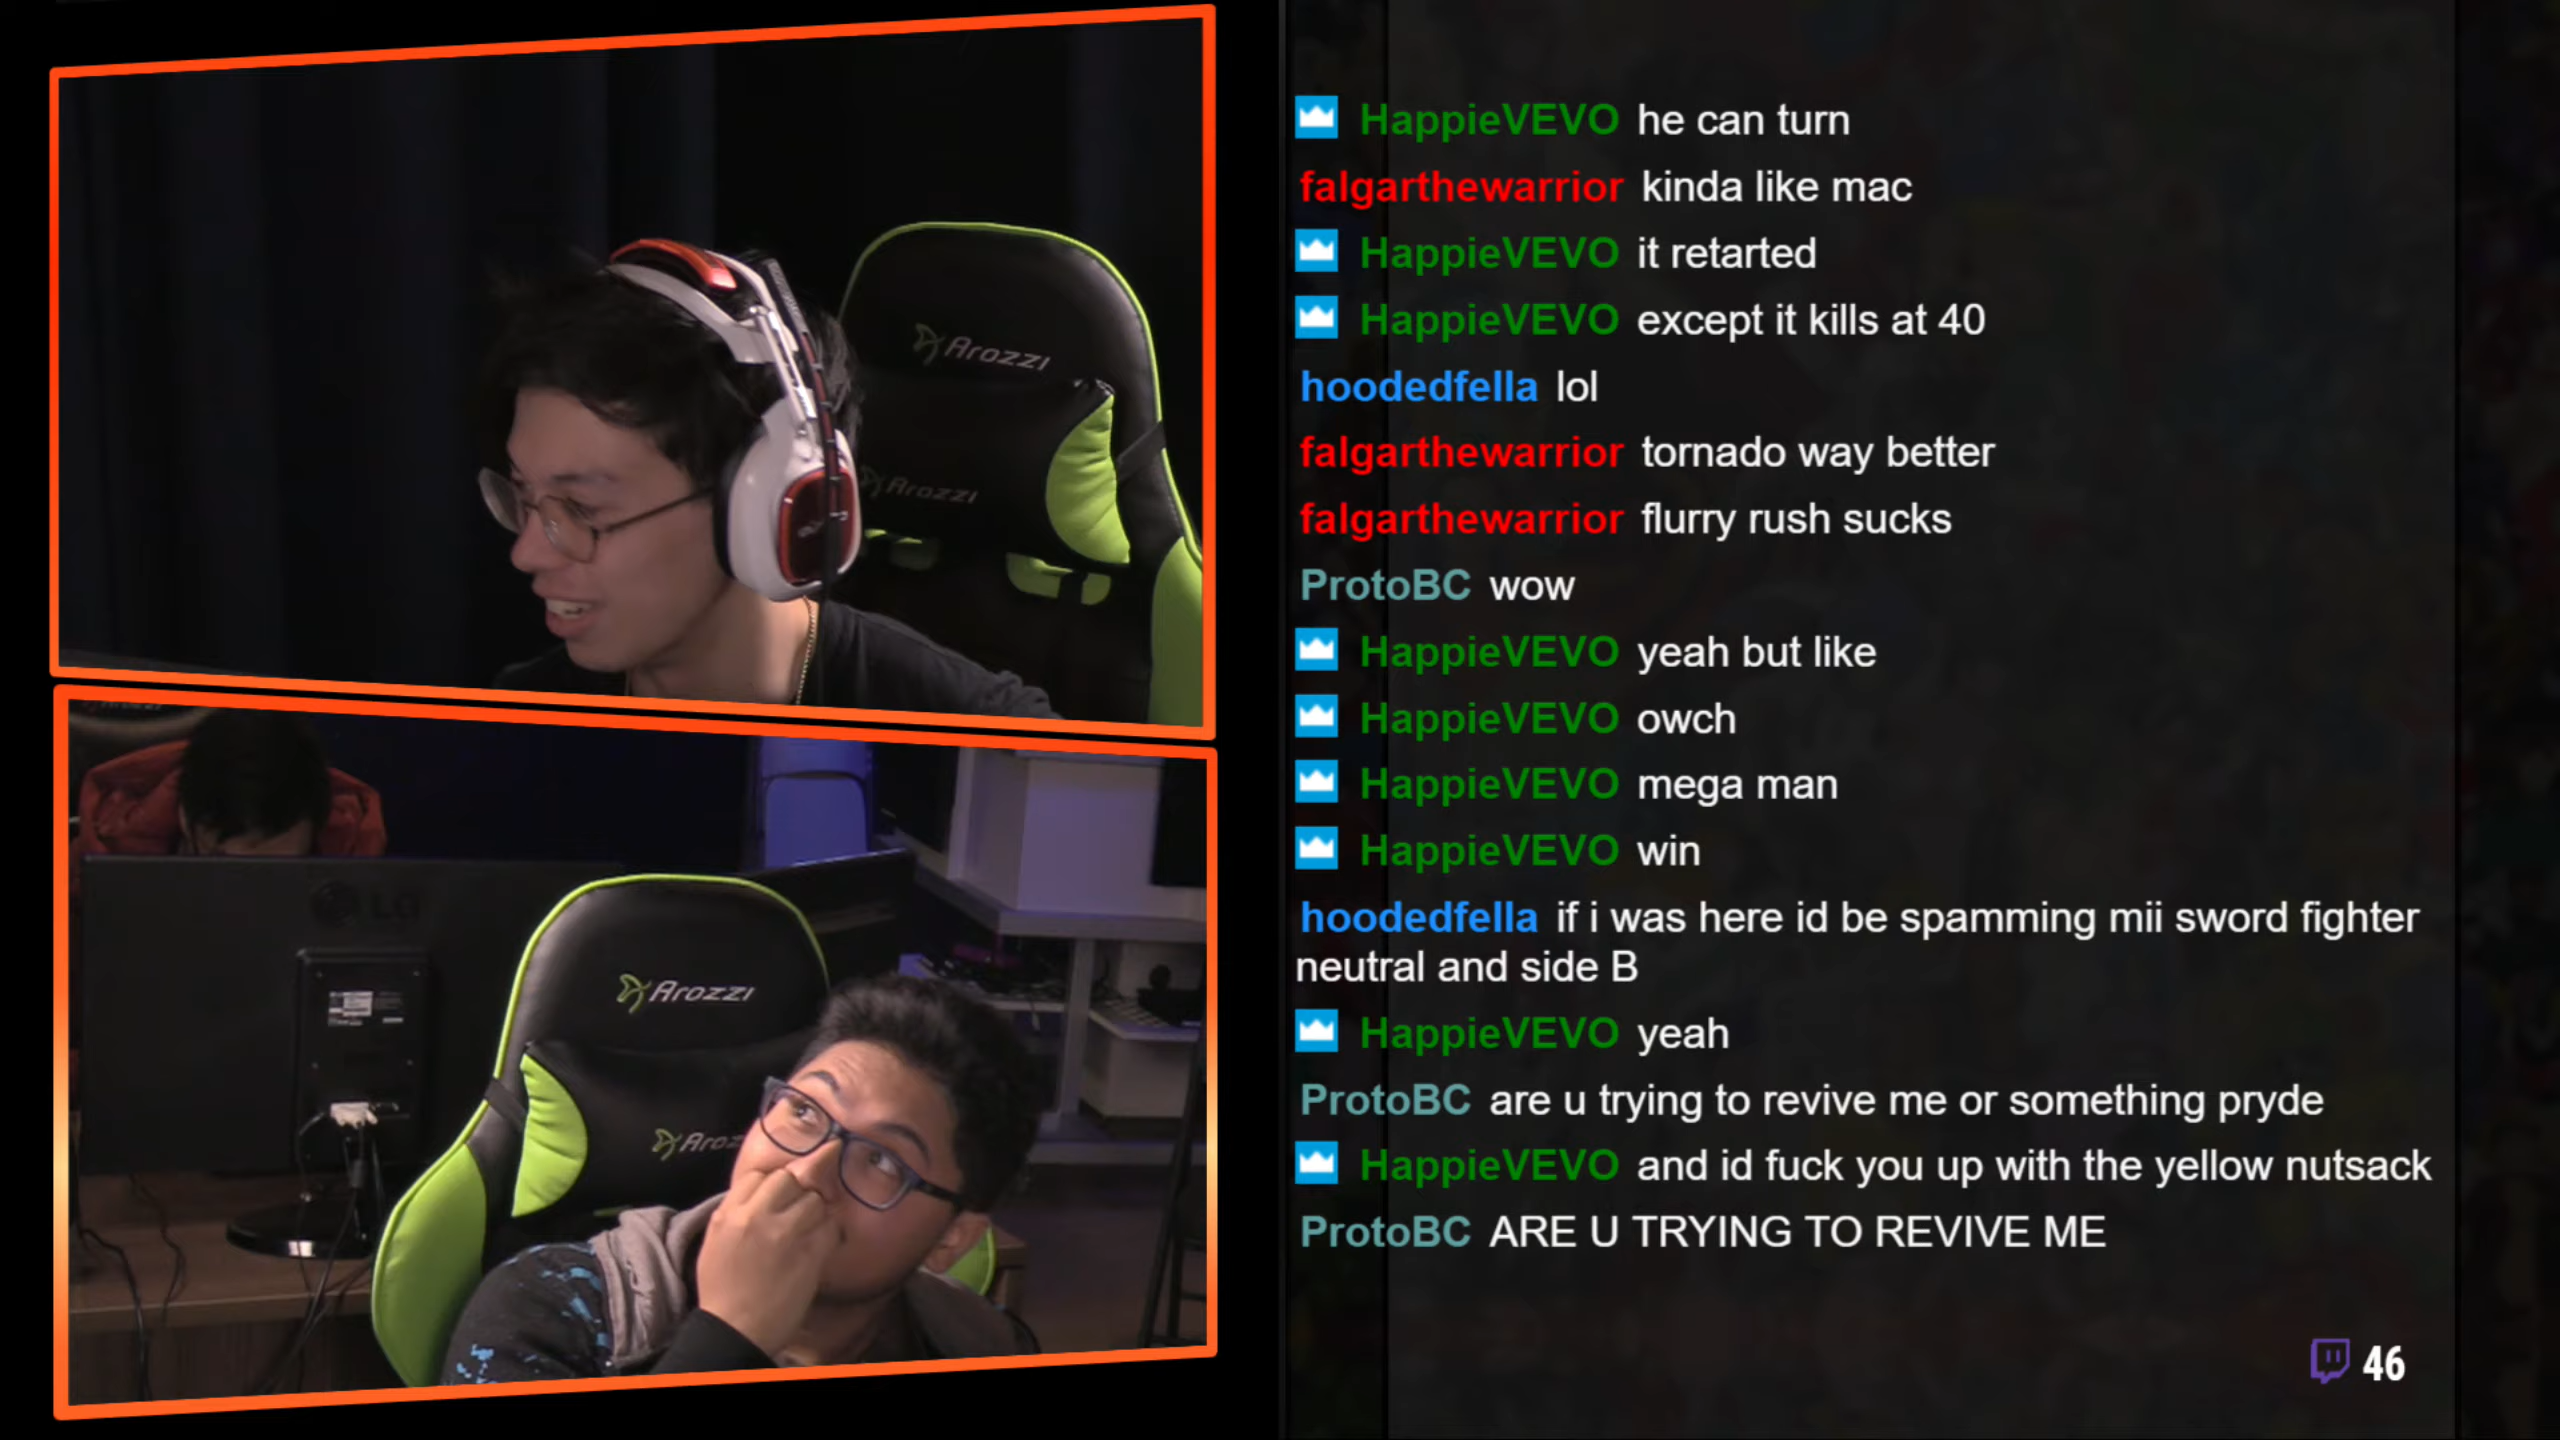 HappieVEVO he can turn
falgarthewarrior kinda like mac
HappieVEVO it retarted
HappieVEVO except it kills at 40
hoodedfella lol
falgarthewarrior tornado way better
falgarthewarrior flurry rush sucks
ProtoBC wow
HappieVEVO yeah but like
HappieVEVO owch
HappieVEVO mega man
HappieVEVO win
hoodedfella if i was here id be spamming mii sword fighter
neutral and side B
HappieVEVO yeah
ProtoBC are u trying to revive me or something pryde
HappieVEVO and id fuck you up with the yellow nutsack
ProtoBC ARE U TRYING TO REVIVE ME
46
Arozzi
Arozzi
LG
Arozzi